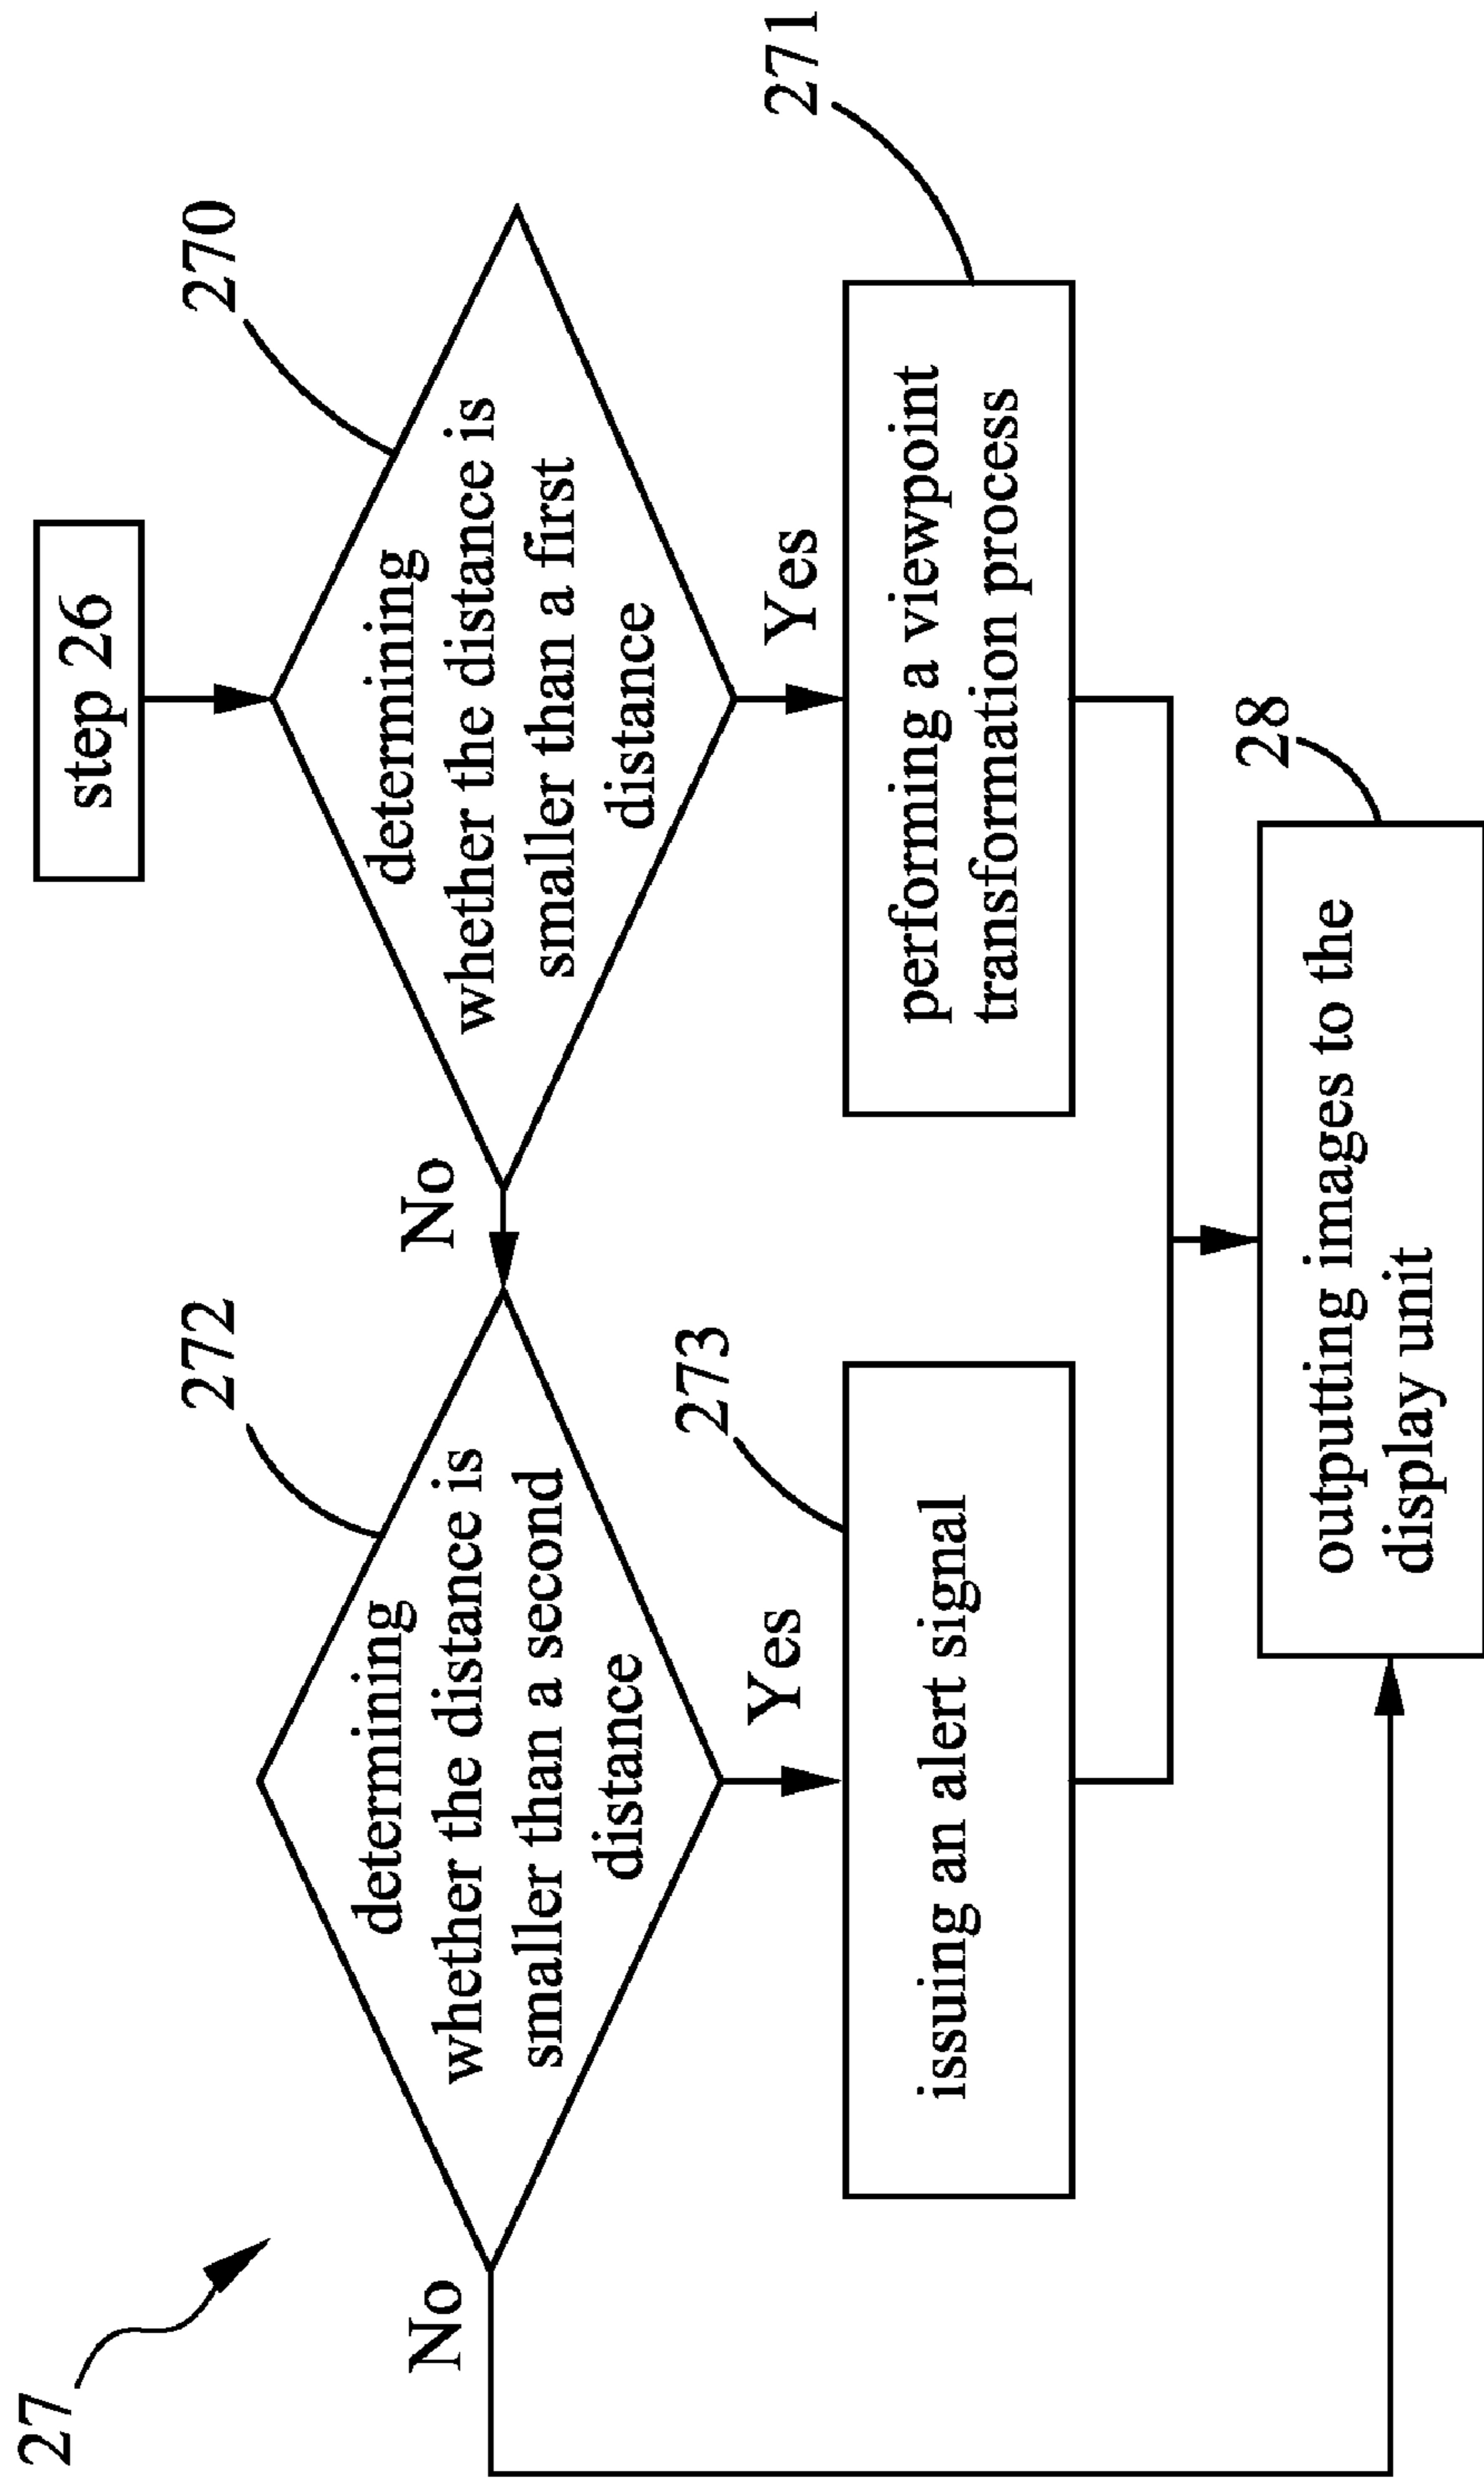 27
step 26
270
determining
whether the distance is
smaller than a first
distance
No
Yes
272
determining
whether the distance is
smaller than a second
distance
No
Yes
273
issuing an alert signal
271
performing a viewpoint
transformation process
28
outputting images to the
display unit